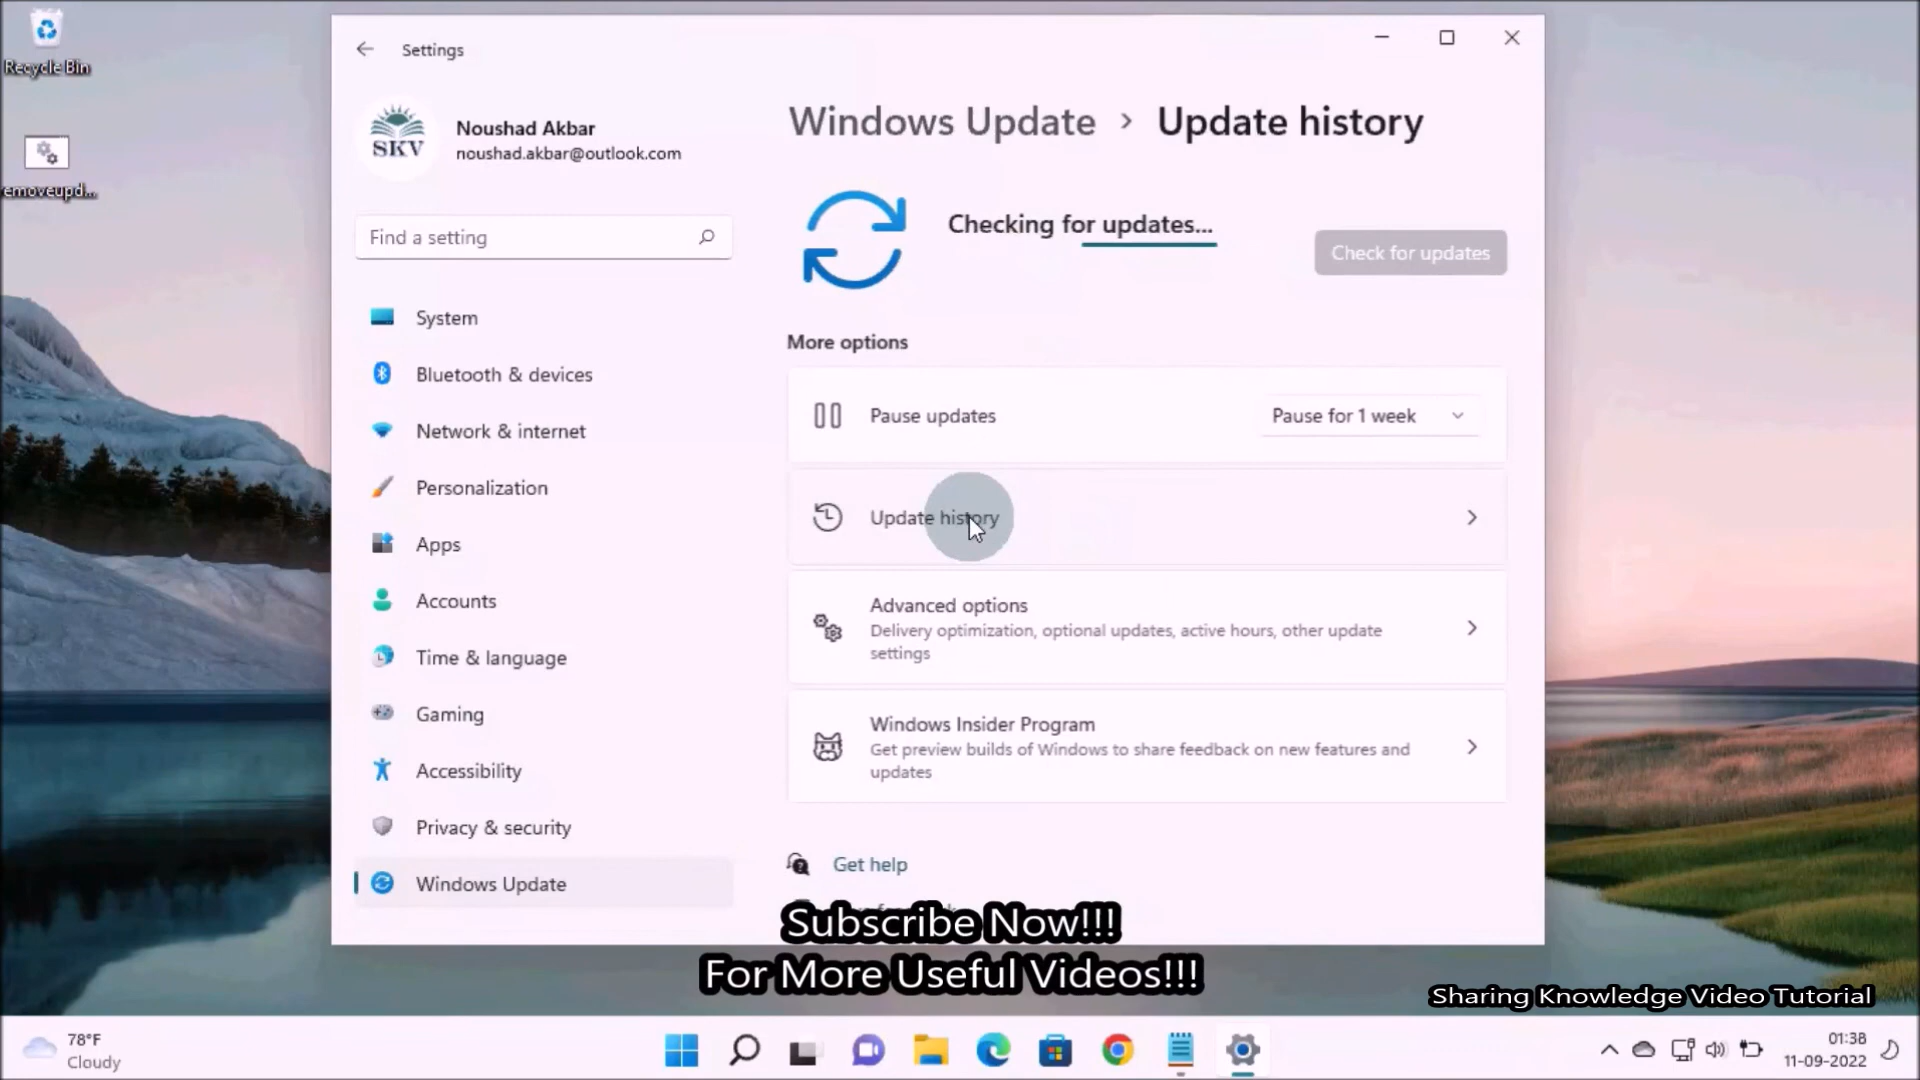 Recycle Bin
emoveupd...
Settings
SKV
Noushad Akbar
noushad.akbar@outlook.com
Find a setting
System
Bluetooth & devices
Network & internet
Personalization
Apps
Accounts
Time & language
Gaming
Accessibility
Privacy & security
Windows Update
Windows Update > Update history
Checking for updates...
Check for updates
More options
Pause updates
Pause for 1 week
Update history
Advanced options
Delivery optimization, optional updates, active hours, other update
settings
Windows Insider Program
Get preview builds of Windows to share feedback on new features and
updates
Get help
Subscribe Now!!!
For More Useful Videos!!!
Sharing Knowledge Video Tutorial
78°F
Cloudy
01:38
11-09-2022